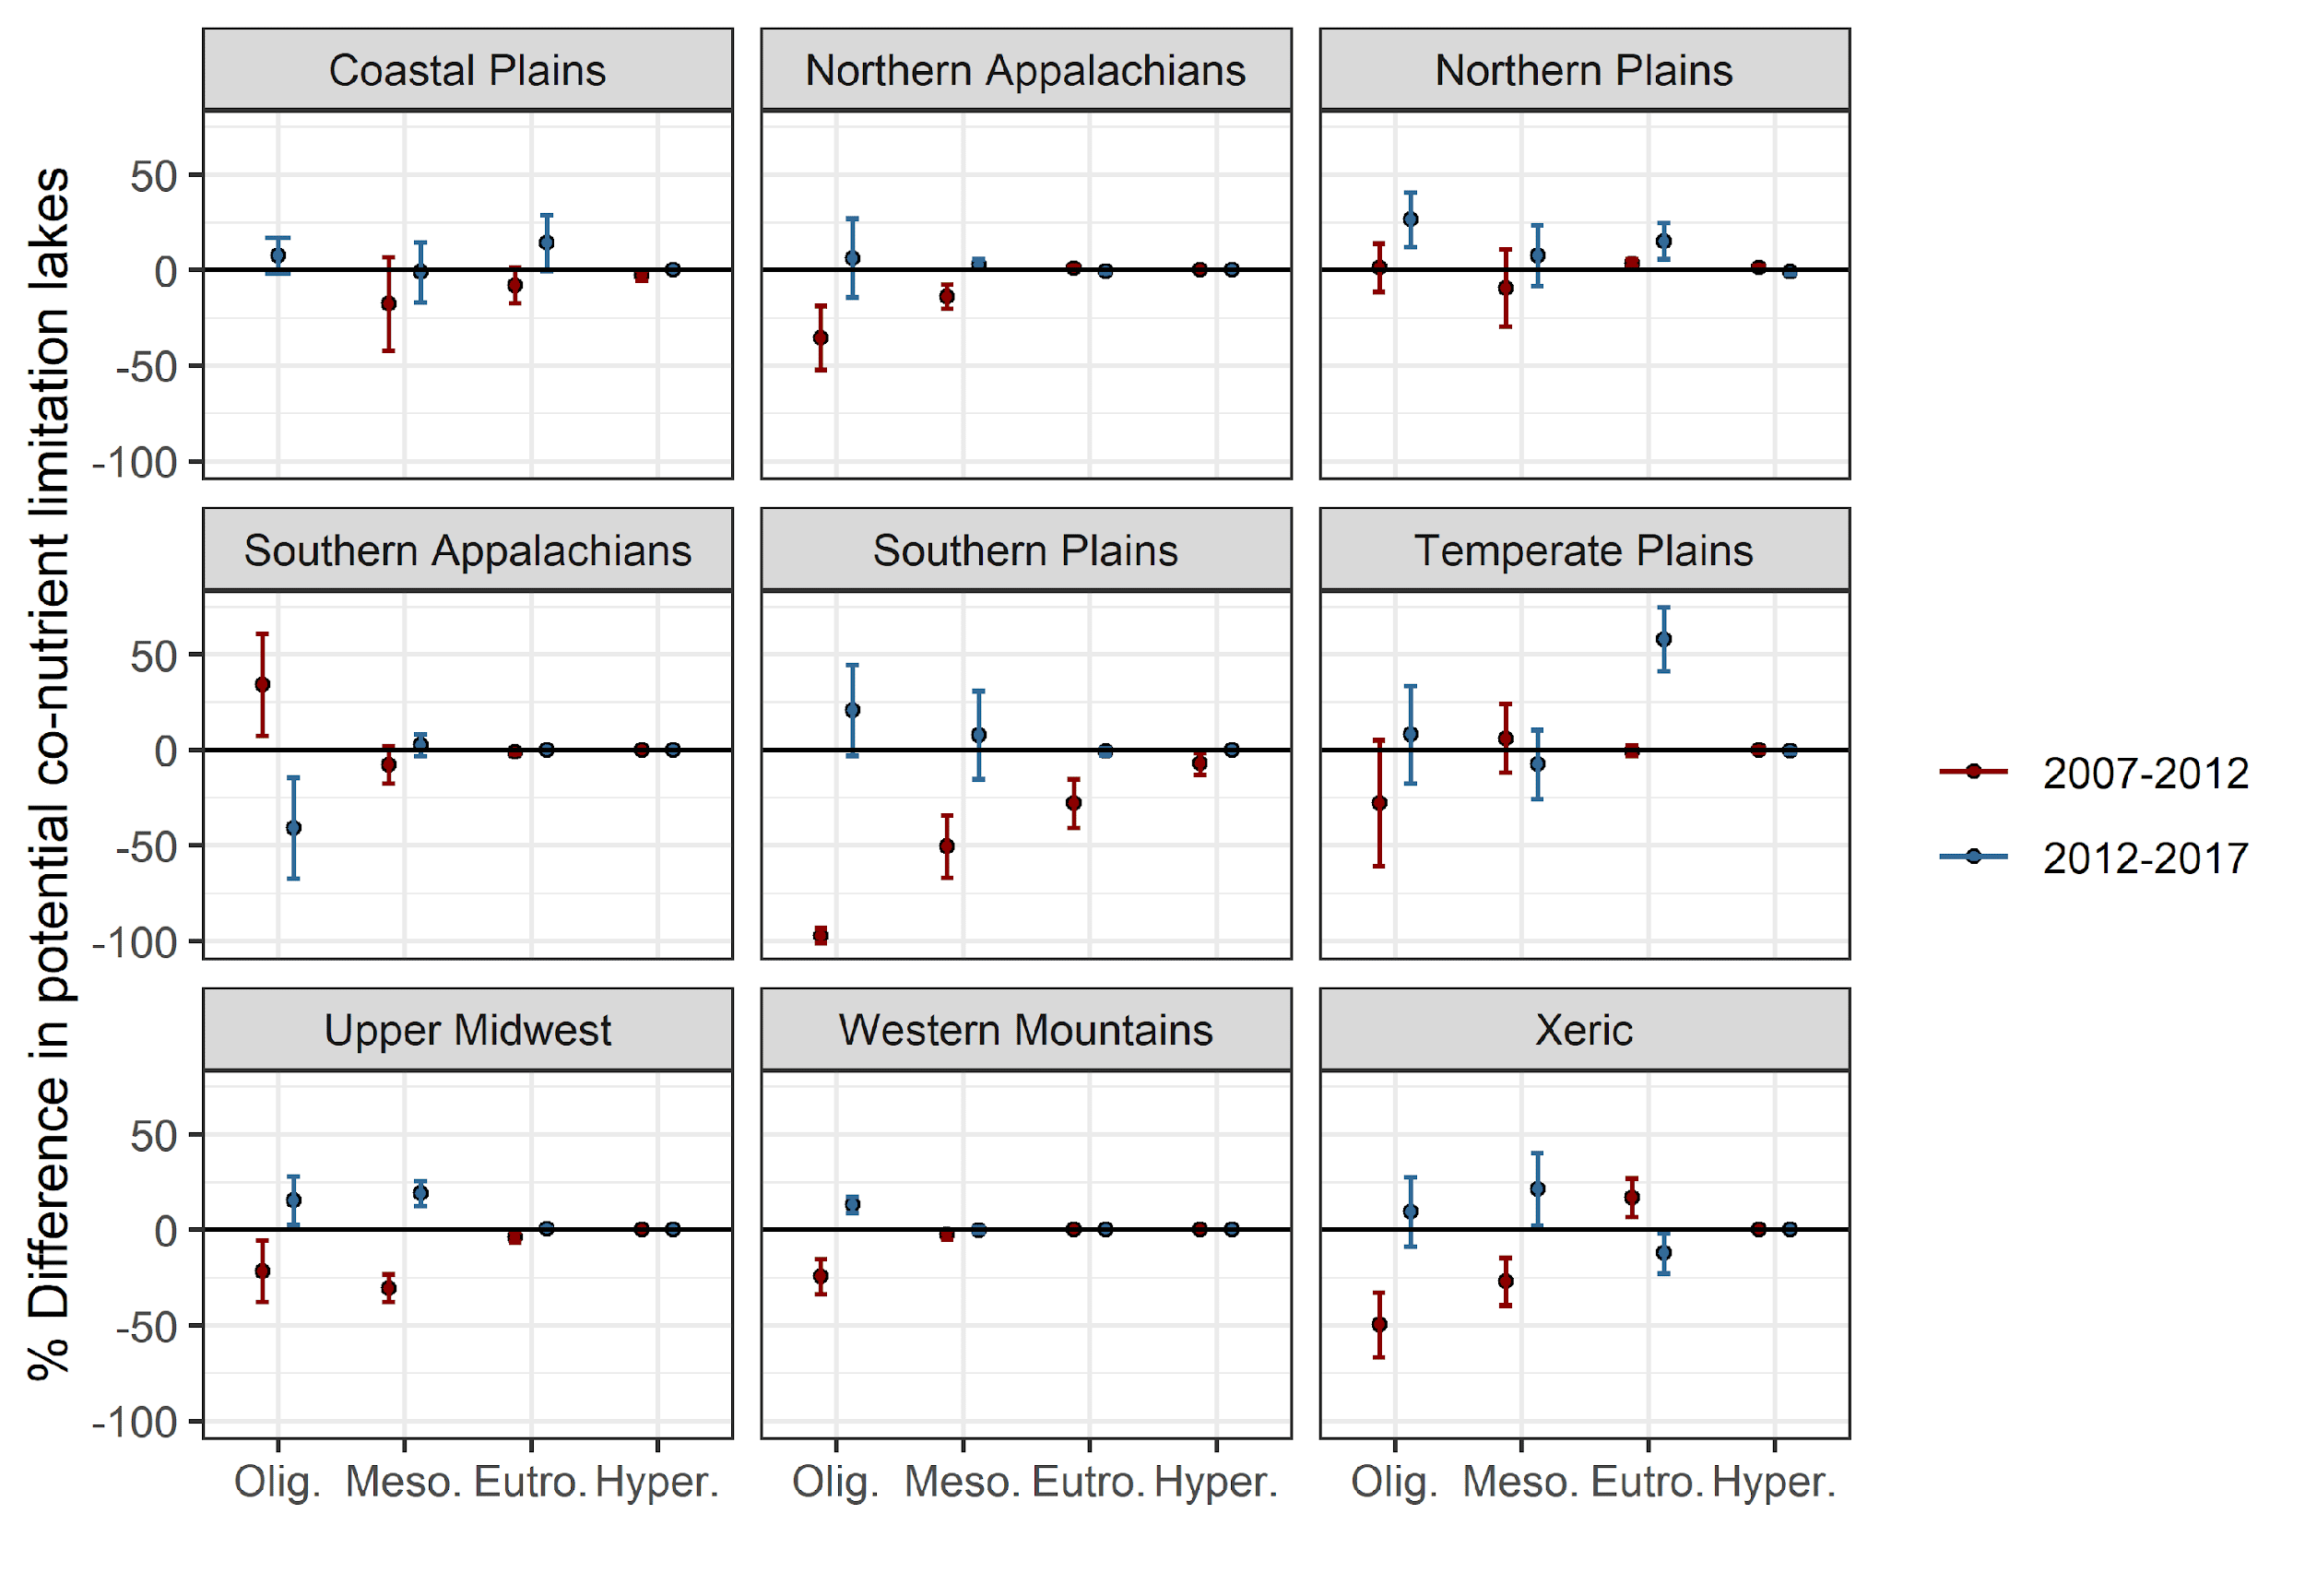 % Difference in potential co-nutrient limitation lakes
Coastal Plains
Northern Appalachians
Northern Plains
50
0
-50
-100
Southern Appalachians
Southern Plains
Temperate Plains
50
0
-50
-100
Upper Midwest
Western Mountains
Xeric
50
0
-50
-100
Olig. Meso. Eutro. Hyper.
Olig. Meso. Eutro. Hyper.
Olig. Meso. Eutro. Hyper.
2007-2012
2012-2017